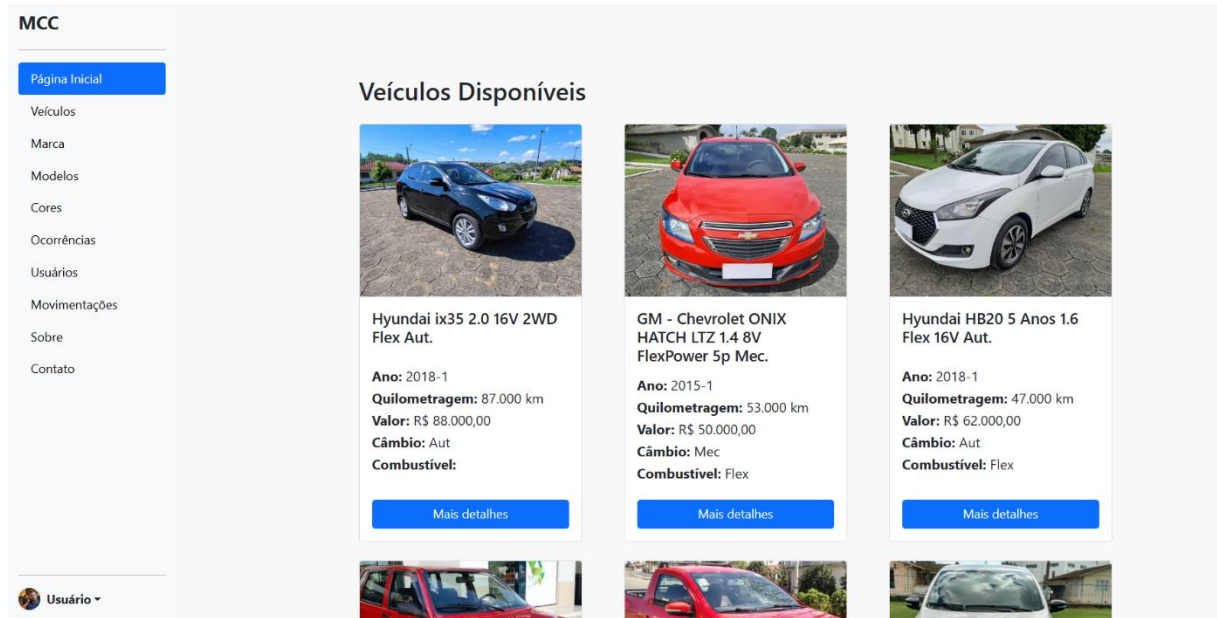 MCC
Página Inicial
Veículos
Marca
Modelos
Cores
Ocorrências
Usuários
Movimentações
Sobre
Contato
Usuário
Veículos Disponíveis
Hyundai ix35 2.0 16V 2WD
Flex Aut.
Ano: 2018-1
Quilometragem: 87.000 km
Valor: R$ 88.000,00
Câmbio: Aut
Combustível:
Mais detalhes
GM - Chevrolet ONIX
HATCH LTZ 1.4 8V
FlexPower 5p Mec.
Ano: 2015-1
Quilometragem: 53.000 km
Valor: R$ 50.000,00
Câmbio: Mec
Combustível: Flex
Mais detalhes
Hyundai HB20 5 Anos 1.6
Flex 16V Aut.
Ano: 2018-1
Quilometragem: 47.000 km
Valor: R$ 62.000,00
Câmbio: Aut
Combustível: Flex
Mais detalhes